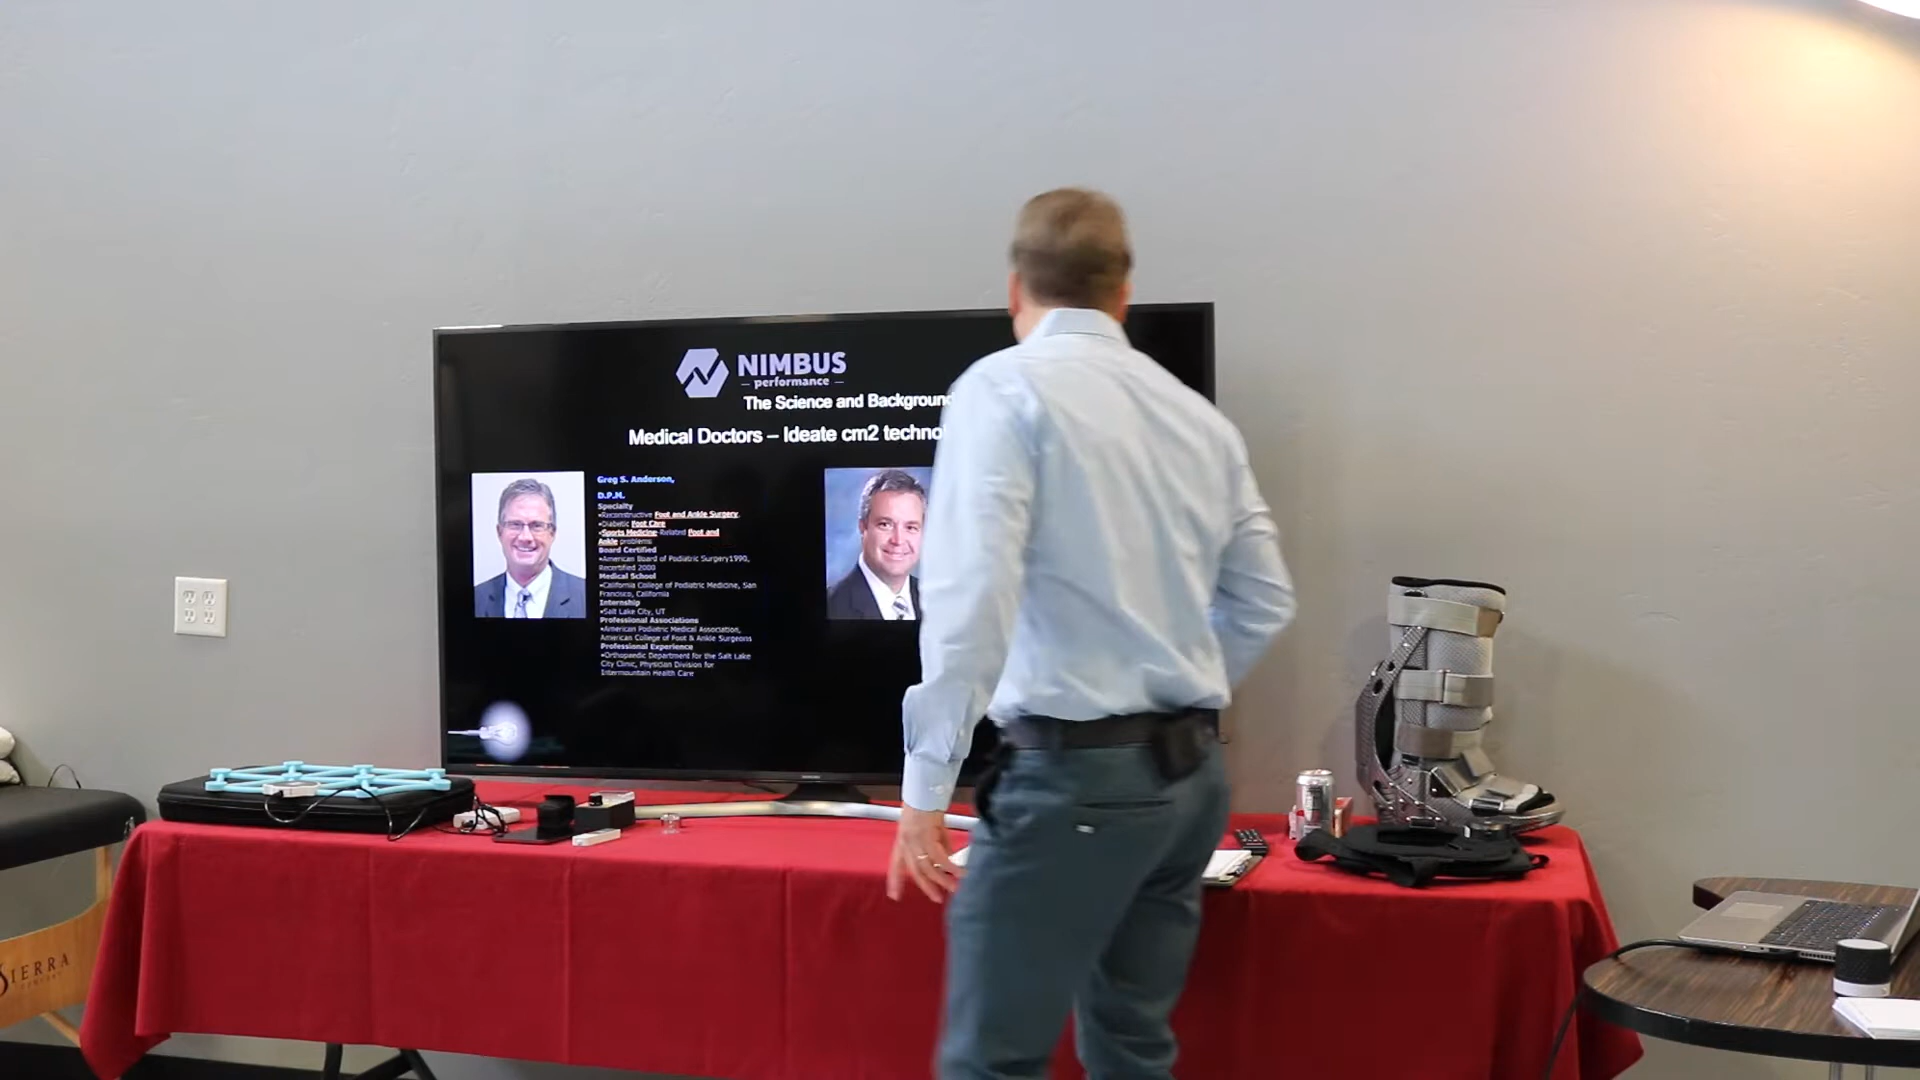 NIMBUS
performance
The Science and Background
Medical Doctors – Ideate cm2
Greg S. Anderson,
D.P.M.
Specialty
•Reconstructive Foot and Ankle Surgery
•Diabetic Foot Care
•Sports Medicine-Related Foot and
Ankle problems
Board Certified
•American Board of Podiatric Surgery1990,
Recertified 2000
Medical School
•California College of Podiatric Medicine, San
Francisco, California
Internship
•Salt Lake City, UT
Professional Associations
•American Podiatric Medical Association,
American College of Foot & Ankle Surgeons
Professional Experience
•Orthopaedic Department for the Salt Lake
City Clinic, Physician Division for
Intermountain Health Care
SIERRA